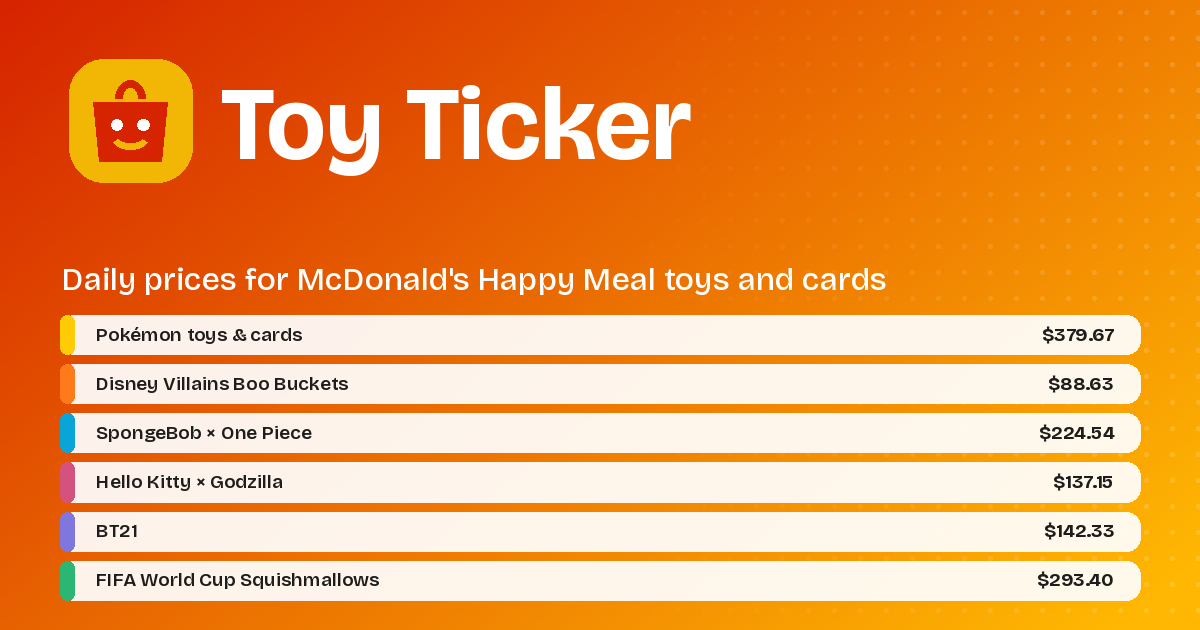 Toy Ticker
Daily prices for McDonald's Happy Meal toys and cards
Pokémon toys & cards $379.67
Disney Villains Boo Buckets $88.63
SpongeBob × One Piece $224.54
Hello Kitty × Godzilla $137.15
BT21 $142.33
FIFA World Cup Squishmallows $293.40